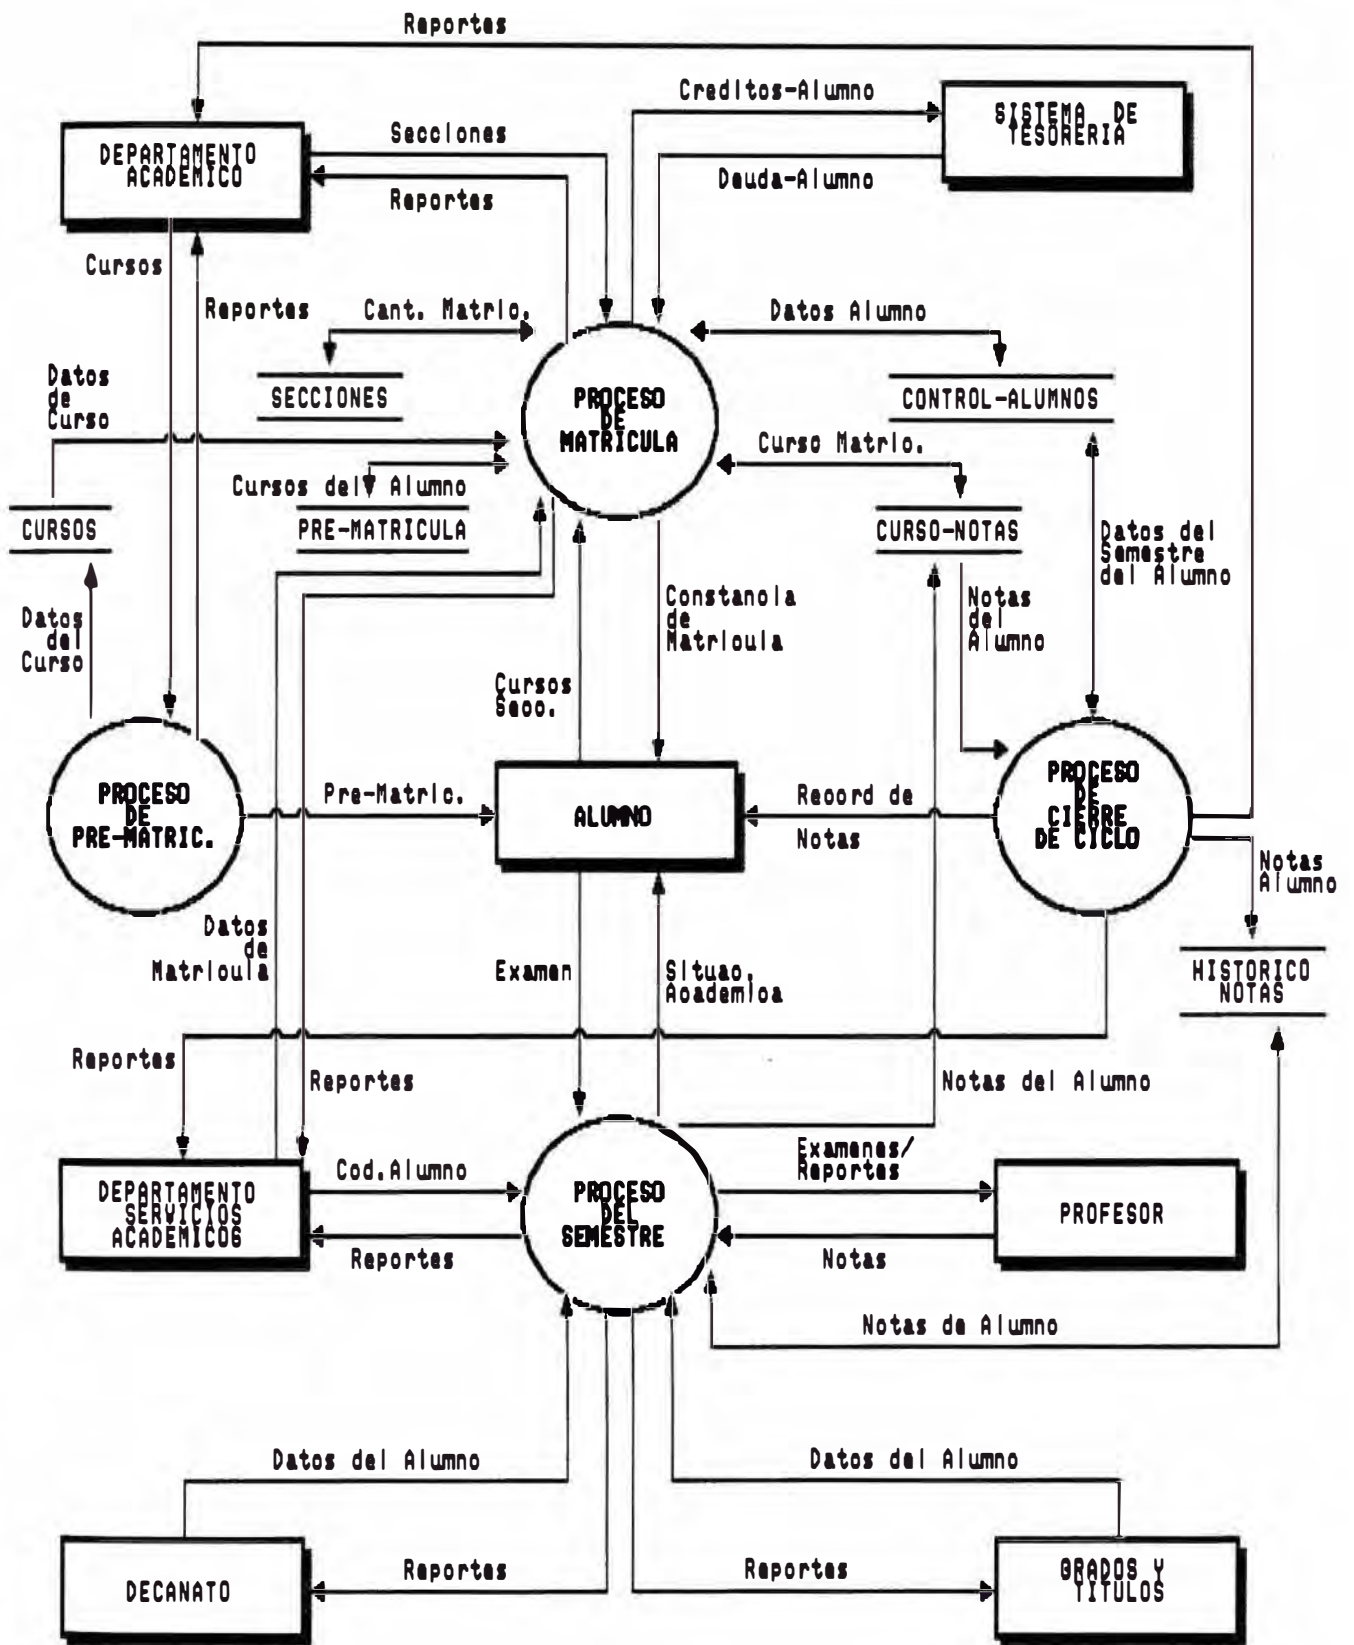 Reportes
Creditos-Alumno
SISTEMA DE
TESORERIA
Secciones
DEPARTAMENTO
ACADEMICO
Deuda-Alumno
Reportes
Cursos
Reportes
Cant. Matric.
Datos Alumno
Datos
de
Curso
SECCIONES
PROCESO
DE
MATRICULA
CONTROL-ALUMNOS
Curso Matric.
Cursos del Alumno
CURSOS
PRE-MATRICULA
CURSO-NOTAS
Datos del
Semestre
del Alumno
Datos
del
Curso
Constancia
de
Matricula
Notas
del
Alumno
Cursos
Secc.
PROCESO
DE
PRE-MATRIC.
Pre-Matric.
ALUMNO
Record de
Notas
PROCESO
DE
CIERRE
DE CICLO
Notas
Alumno
Datos
de
Matricula
Examen
Situac.
Academica
HISTORICO
NOTAS
Reportes
Reportes
Notas del Alumno
Examenes/
Reportes
Cod.Alumno
DEPARTAMENTO
SERVICIOS
ACADEMICOS
PROCESO
DEL
SEMESTRE
PROFESOR
Reportes
Notas
Notas de Alumno
Datos del Alumno
Datos del Alumno
DECANATO
Reportes
Reportes
GRADOS Y
TITULOS